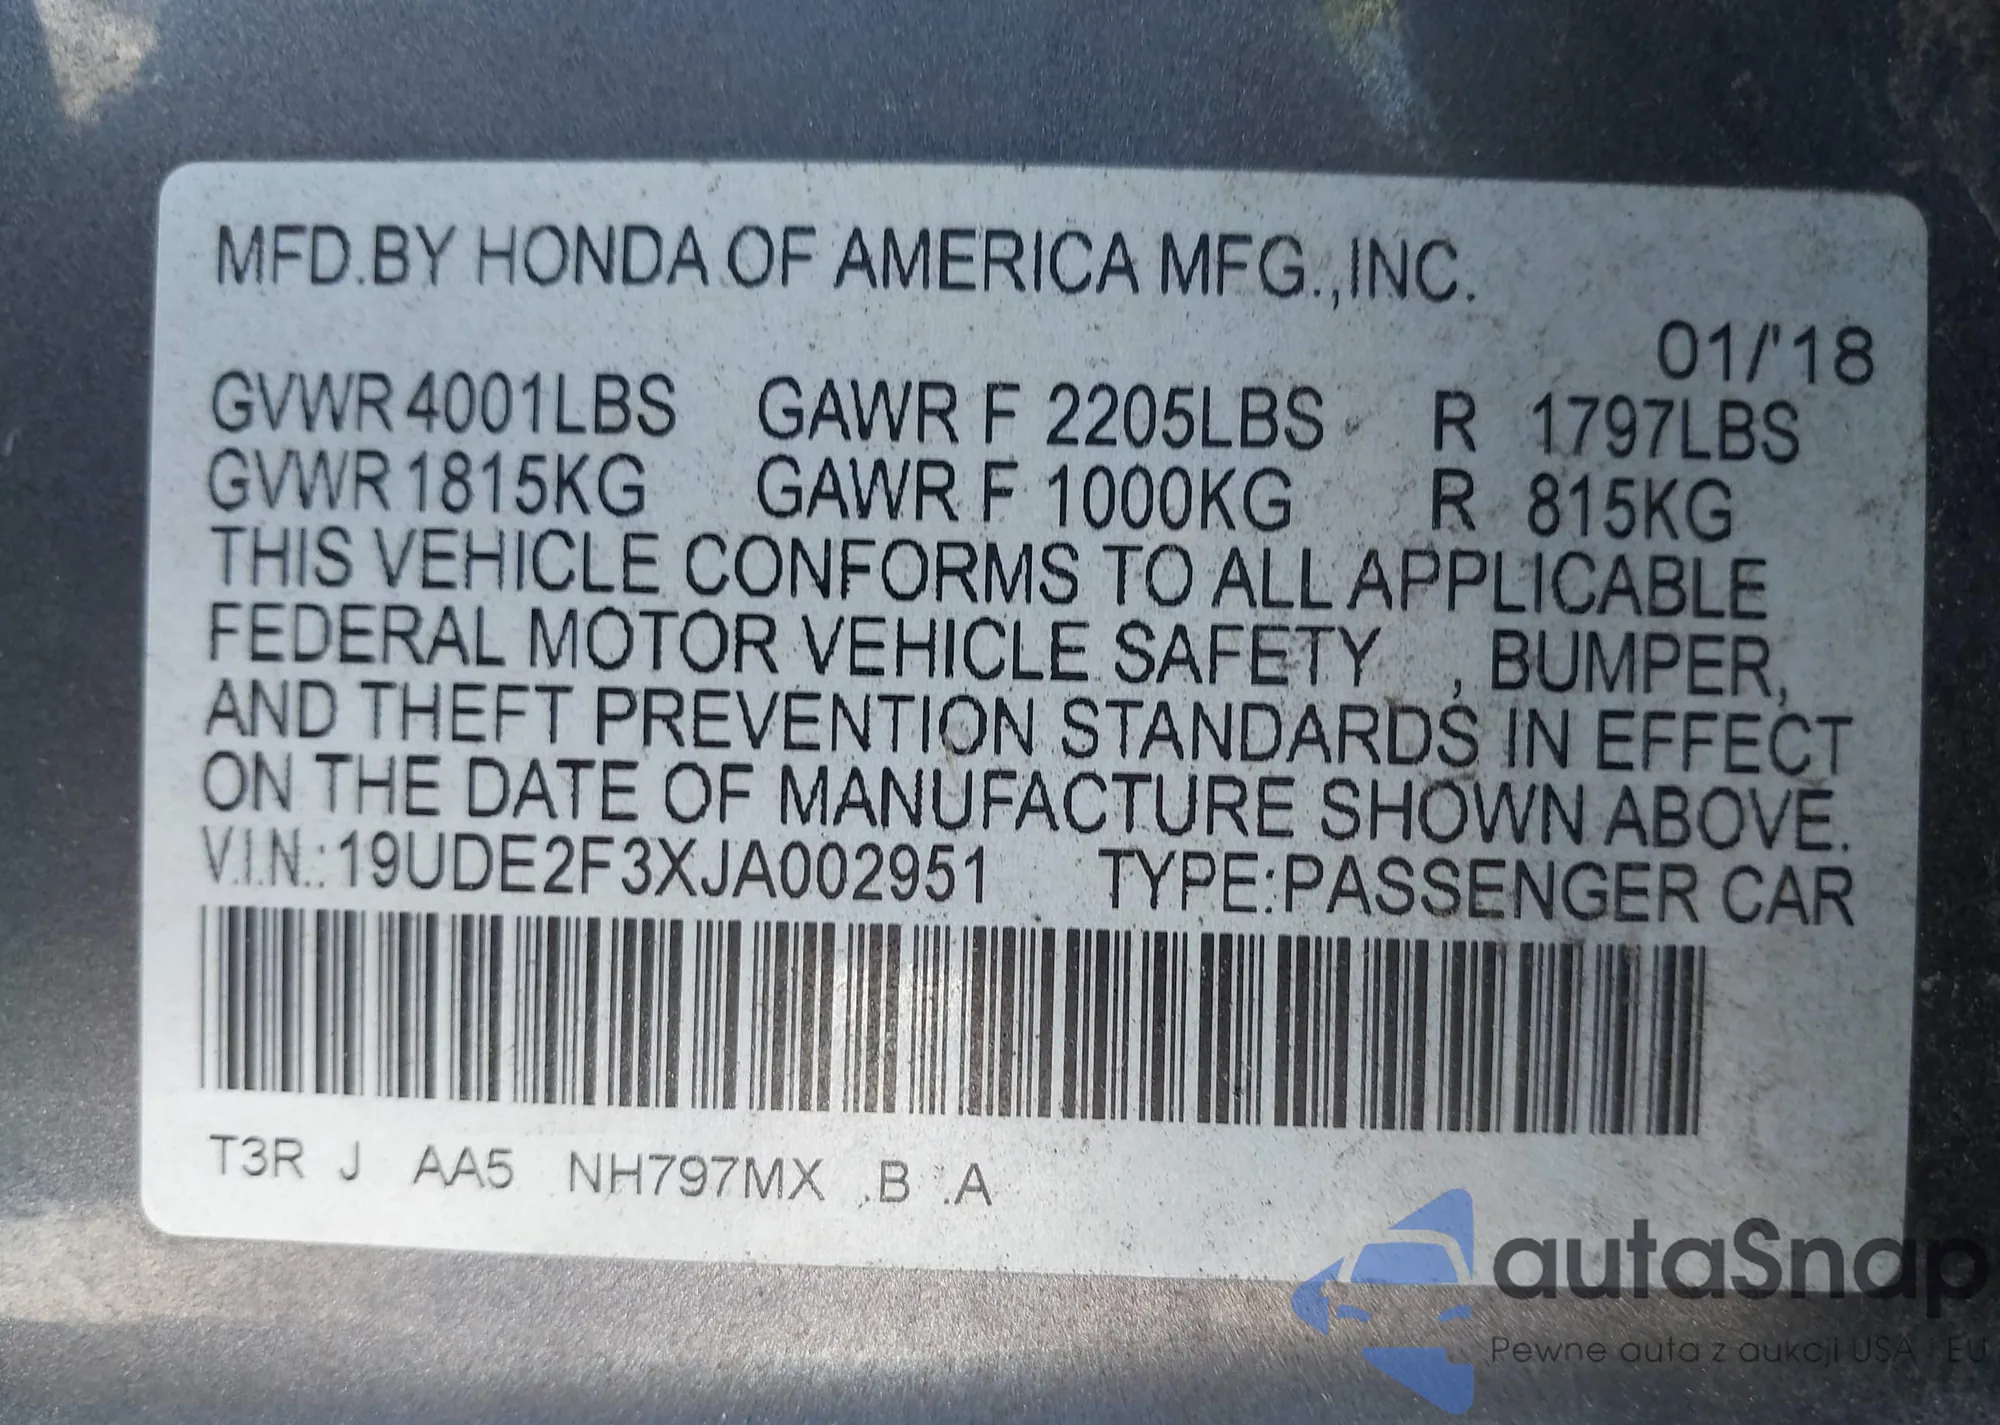 MFD.BY HONDA OF AMERICA MFG.,INC.
01/'18
GVWR 4001LBS GAWR F 2205LBS R 1797LBS
GVWR 1815KG GAWR F 1000KG R 815KG
THIS VEHICLE CONFORMS TO ALL APPLICABLE
FEDERAL MOTOR VEHICLE SAFETY , BUMPER,
AND THEFT PREVENTION STANDARDS IN EFFECT
ON THE DATE OF MANUFACTURE SHOWN ABOVE.
V.I.N.:19UDE2F3XJA002951 TYPE:PASSENGER CAR
T3R J AA5 NH797MX .B .A
autaSnap
Pewne auta z aukcji USA i EU